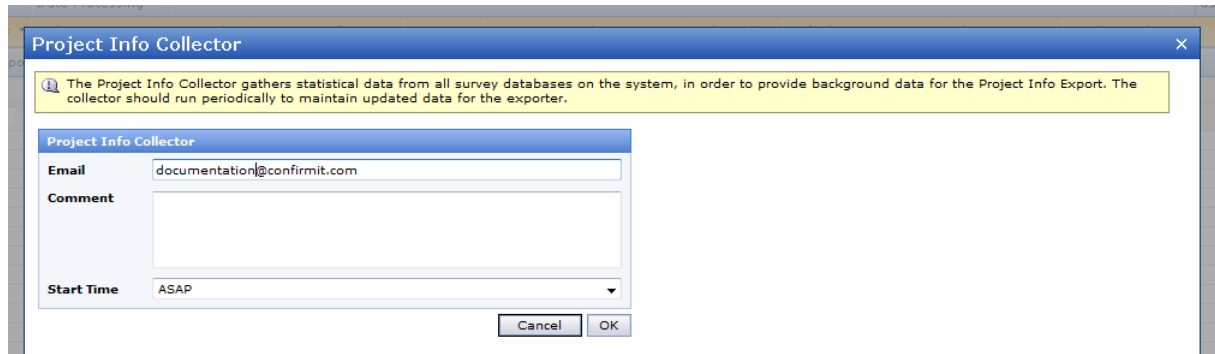 Data Processing
Project Info Collector
The Project Info Collector gathers statistical data from all survey databases on the system, in order to provide background data for the Project Info Export. The
collector should run periodically to maintain updated data for the exporter.
Project Info Collector
Email documentation@confirmit.com
Comment
Start Time ASAP
Cancel OK